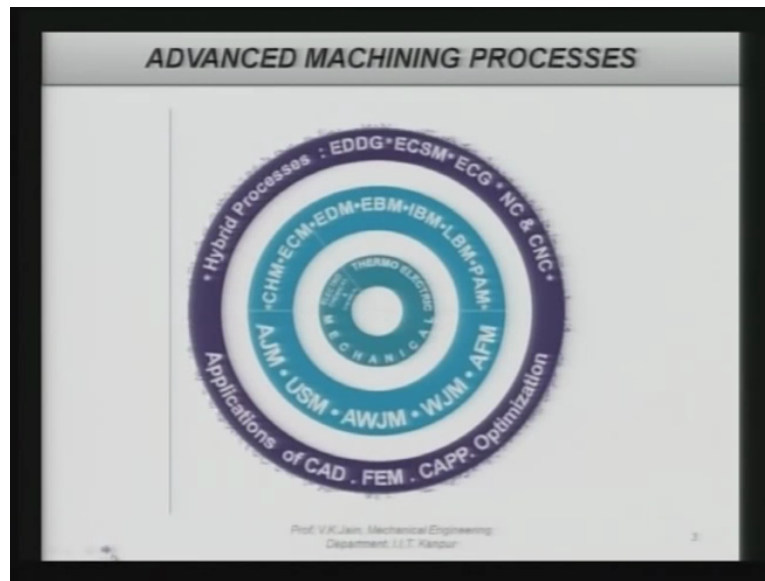 ADVANCED MACHINING PROCESSES
• Hybrid Processes : EDDG • ECSM • ECG • NC & CNC •
• CHM • ECM • EDM • EBM • IBM • LBM • PAM •
THERMO ELECTRIC
MECHANICAL
AJM • USM • AWJM • WJM • AFM
Applications of CAD . FEM . CAPP. Optimization
Prof. V.K.Jain, Mechanical Engineering
Department, I.I.T. Kanpur
3